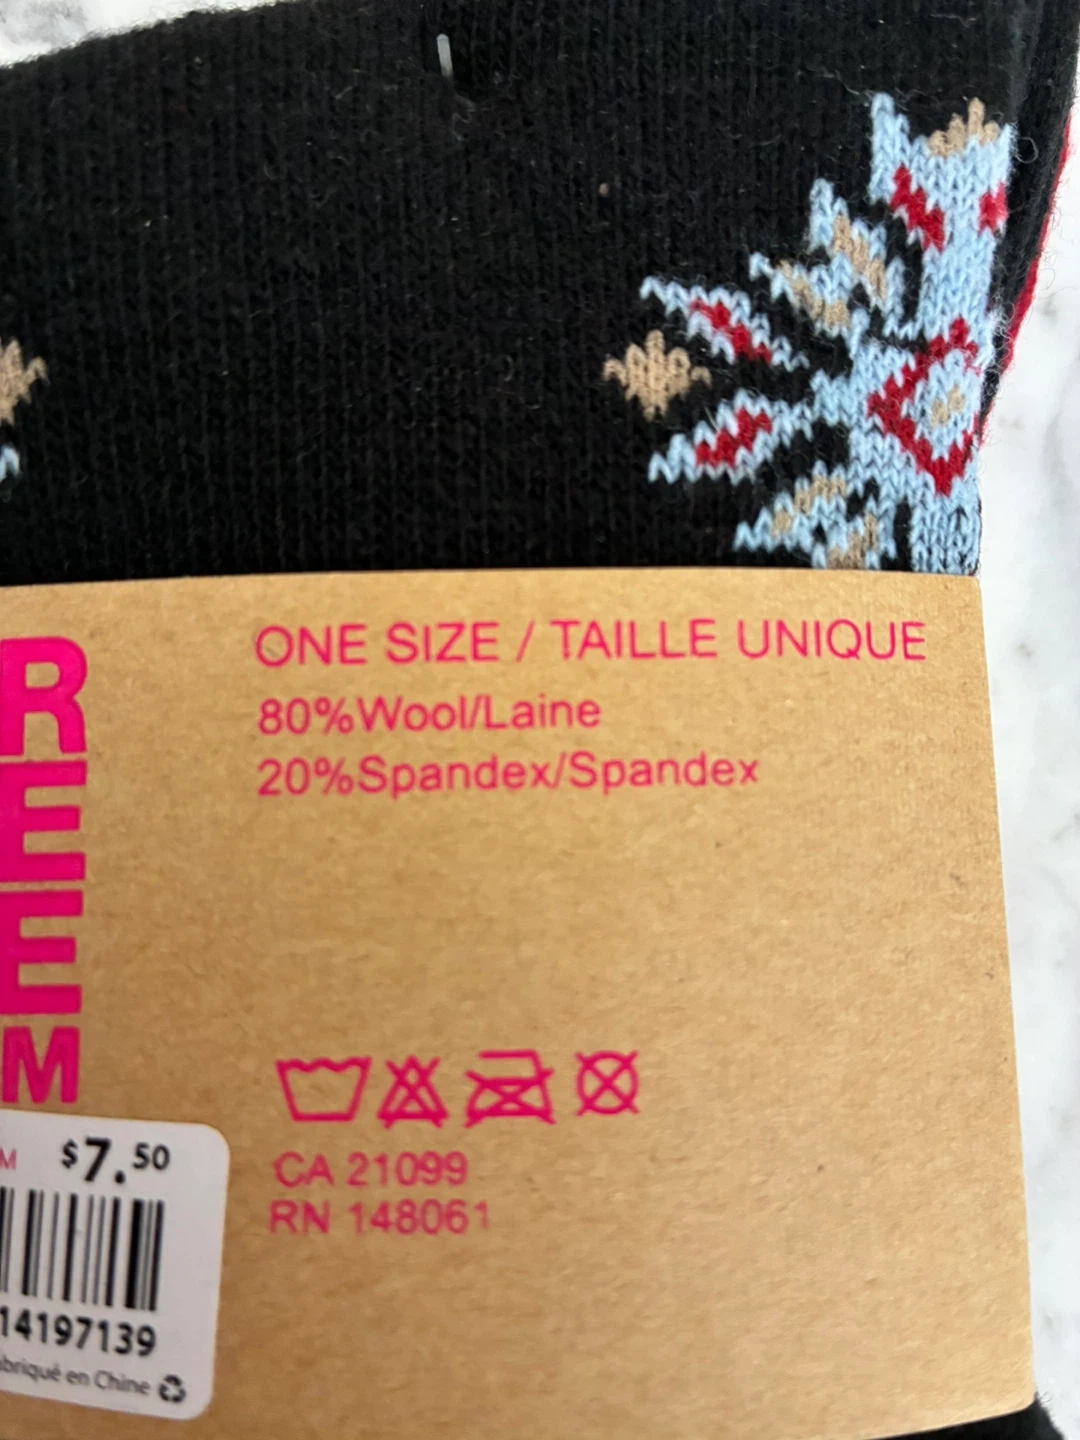 ONE SIZE / TAILLE UNIQUE
80%Wool/Laine
20%Spandex/Spandex
R
E
E
M
CA 21099
RN 148061
M $7.50
14197139
briqué en Chine